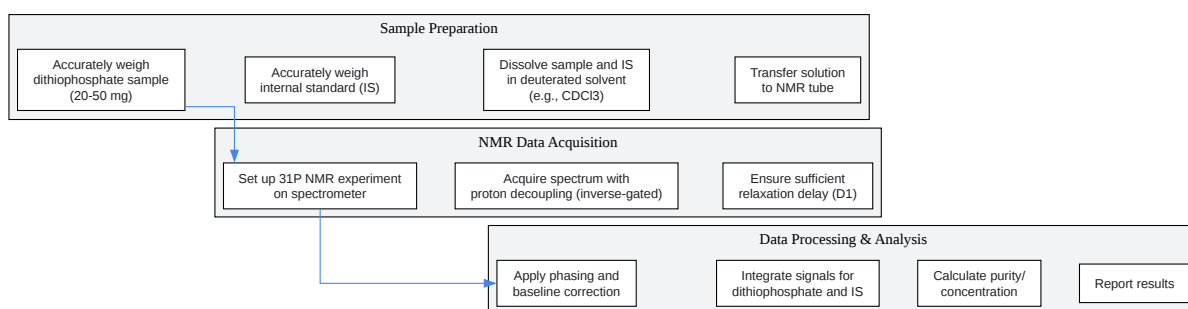 Sample Preparation
Accurately weigh
dithiophosphate sample
(20-50 mg)
Accurately weigh
internal standard (IS)
Dissolve sample and IS
in deuterated solvent
(e.g., CDCl3)
Transfer solution
to NMR tube
NMR Data Acquisition
Set up 31P NMR experiment
on spectrometer
Acquire spectrum with
proton decoupling (inverse-gated)
Ensure sufficient
relaxation delay (D1)
Data Processing & Analysis
Apply phasing and
baseline correction
Integrate signals for
dithiophosphate and IS
Calculate purity/
concentration
Report results